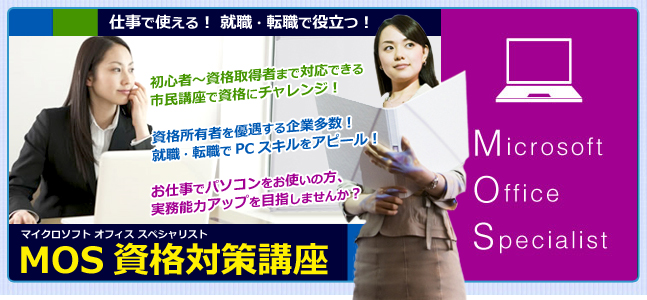 仕事で使える！ 就職・転職で役立つ！
初心者～資格取得者まで対応できる
市民講座で資格にチャレンジ！
資格所有者を優遇する企業多数！
就職・転職でPCスキルをアピール！
お仕事でパソコンをお使いの方、
実務能力アップを目指しませんか？
マイクロソフト オフィス スペシャリスト
MOS資格対策講座
Microsoft
Office
Specialist